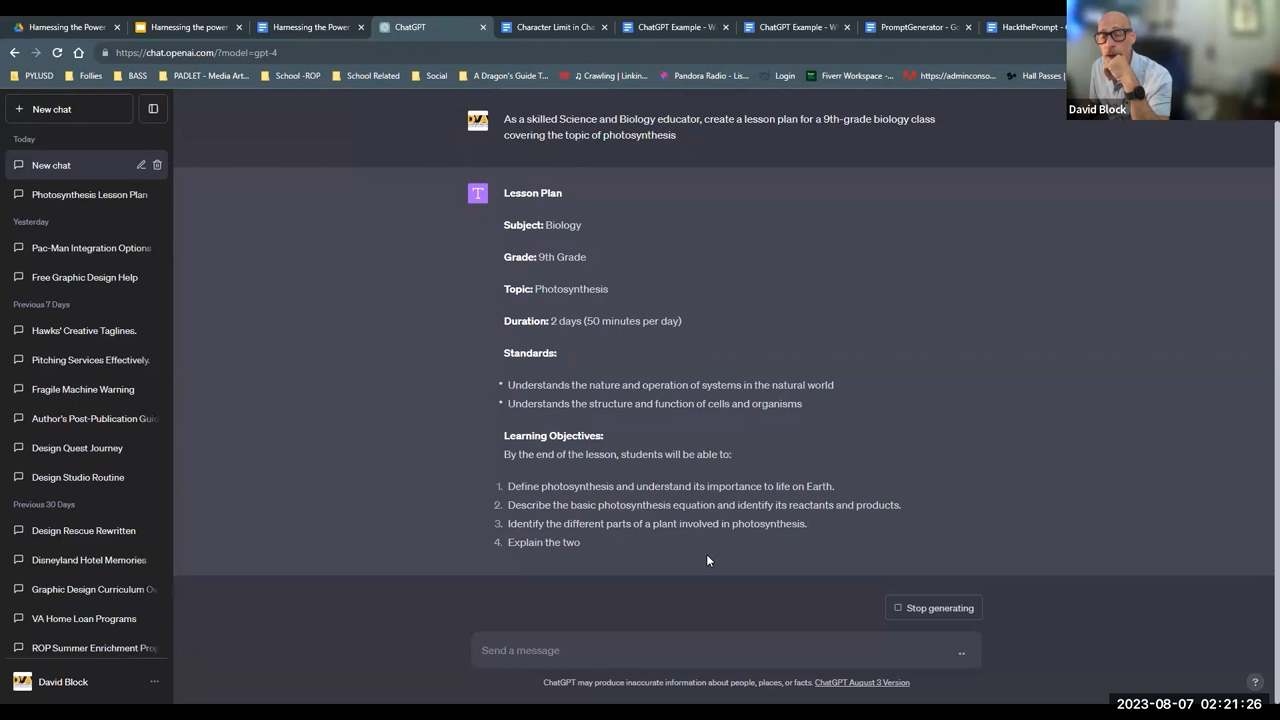 Harnessing the power
Harnessing the power
Harnessing the power
ChatGPT
Character Limit in Cha
ChatGPT Example - W
ChatGPT Example - W
PromptGenerator - Go
HackthePrompt - G
https://chat.openai.com/?model=gpt-4
PYLUSD
Follies
BASS
PADLET - Media Art...
School -ROP
School Related
Social
A Dragon's Guide T...
♫ Crawling | Linkin...
Pandora Radio - Lis...
Login
Fiverr Workspace -...
https://adminconso...
Hall Passes |
David Block
New chat
Today
New chat
Photosynthesis Lesson Plan
Yesterday
Pac-Man Integration Options
Free Graphic Design Help
Previous 7 Days
Hawks' Creative Taglines.
Pitching Services Effectively.
Fragile Machine Warning
Author's Post-Publication Guid
Design Quest Journey
Design Studio Routine
Previous 30 Days
Design Rescue Rewritten
Disneyland Hotel Memories
Graphic Design Curriculum Ov
VA Home Loan Programs
ROP Summer Enrichment Prog
David Block
As a skilled Science and Biology educator, create a lesson plan for a 9th-grade biology class
covering the topic of photosynthesis
T
Lesson Plan
Subject: Biology
Grade: 9th Grade
Topic: Photosynthesis
Duration: 2 days (50 minutes per day)
Standards:
• Understands the nature and operation of systems in the natural world
• Understands the structure and function of cells and organisms
Learning Objectives:
By the end of the lesson, students will be able to:
1. Define photosynthesis and understand its importance to life on Earth.
2. Describe the basic photosynthesis equation and identify its reactants and products.
3. Identify the different parts of a plant involved in photosynthesis.
4. Explain the two
Stop generating
Send a message
ChatGPT may produce inaccurate information about people, places, or facts. ChatGPT August 3 Version
?
2023-08-07 02:21:26